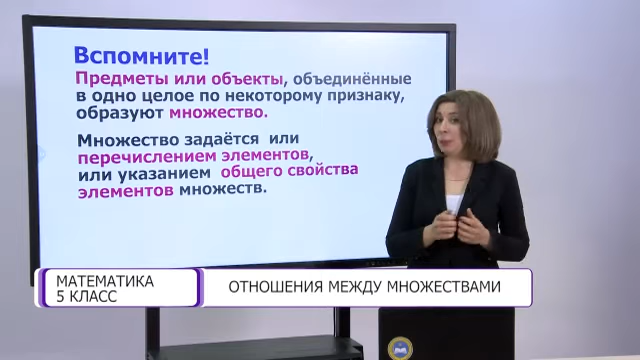 Вспомните!
Предметы или объекты, объединённые
в одно целое по некоторому признаку,
образуют множество.
Множество задаётся  или
перечислением элементов,
или указанием  общего свойства
элементов множеств.
МАТЕМАТИКА
5 КЛАСС
ОТНОШЕНИЯ МЕЖДУ МНОЖЕСТВАМИ